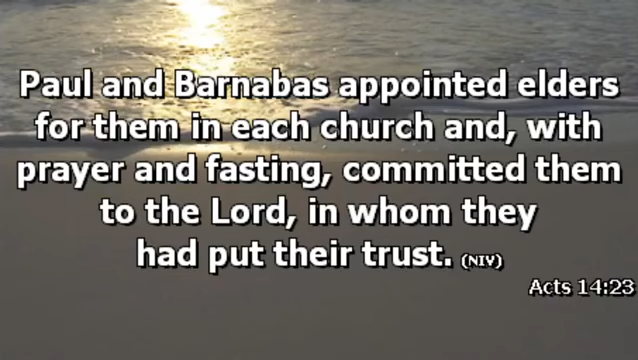 Paul and Barnabas appointed elders
for them in each church and, with
prayer and fasting, committed them
to the Lord, in whom they
had put their trust. (NIV)
Acts 14:23